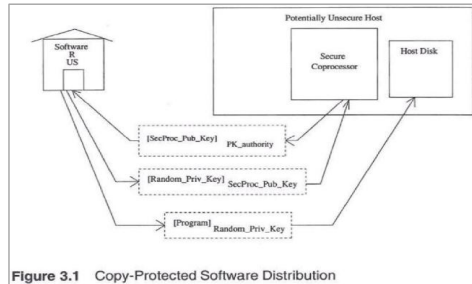 Potentially Unsecure Host
Software
R
US
Secure
Coprocessor
Host Disk
[SecProc_Pub_Key] PK_authority
[Random_Priv_Key] SecProc_Pub_Key
[Program] Random_Priv_Key
Figure 3.1 Copy-Protected Software Distribution